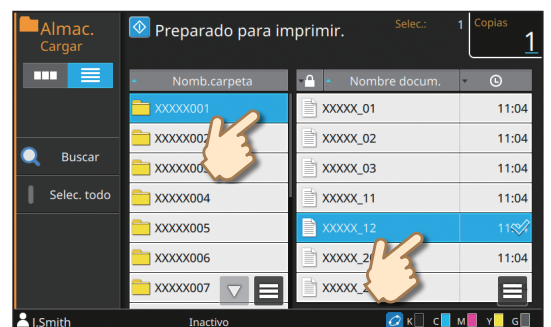 Almac.
Cargar
Preparado para imprimir.
Selec.: 1
Copias
1
Buscar
Selec. todo
Nomb.carpeta
XXXXX001
XXXXX002
XXXXX004
XXXXX005
XXXXX006
XXXXX007
Nombre docum.
XXXXX_01 11:04
XXXXX_02 11:04
XXXXX_03 11:04
XXXXX_11 11:04
XXXXX_12
11:04
J.Smith
Inactivo
K C M Y G